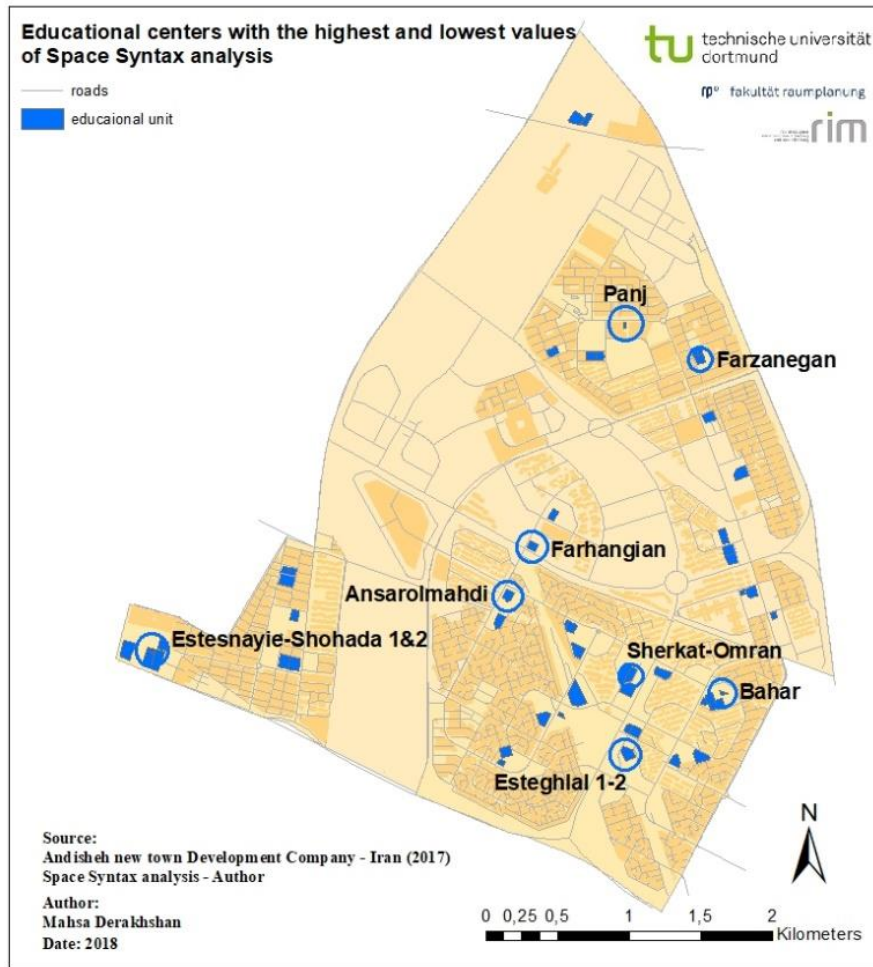 Educational centers with the highest and lowest values
of Space Syntax analysis
roads
educaional unit
tu technische universität
dortmund
rp fakultät raumplanung
rim
Panj
Farzanegan
Farhangian
Ansarolmahdi
Estesnayie-Shohada 1&2
Sherkat-Omran
Bahar
Esteghlal 1-2
N
Source:
Andisheh new town Development Company - Iran (2017)
Space Syntax analysis - Author
Author:
Mahsa Derakhshan
Date: 2018
0 0,25 0,5 1 1,5 2
Kilometers